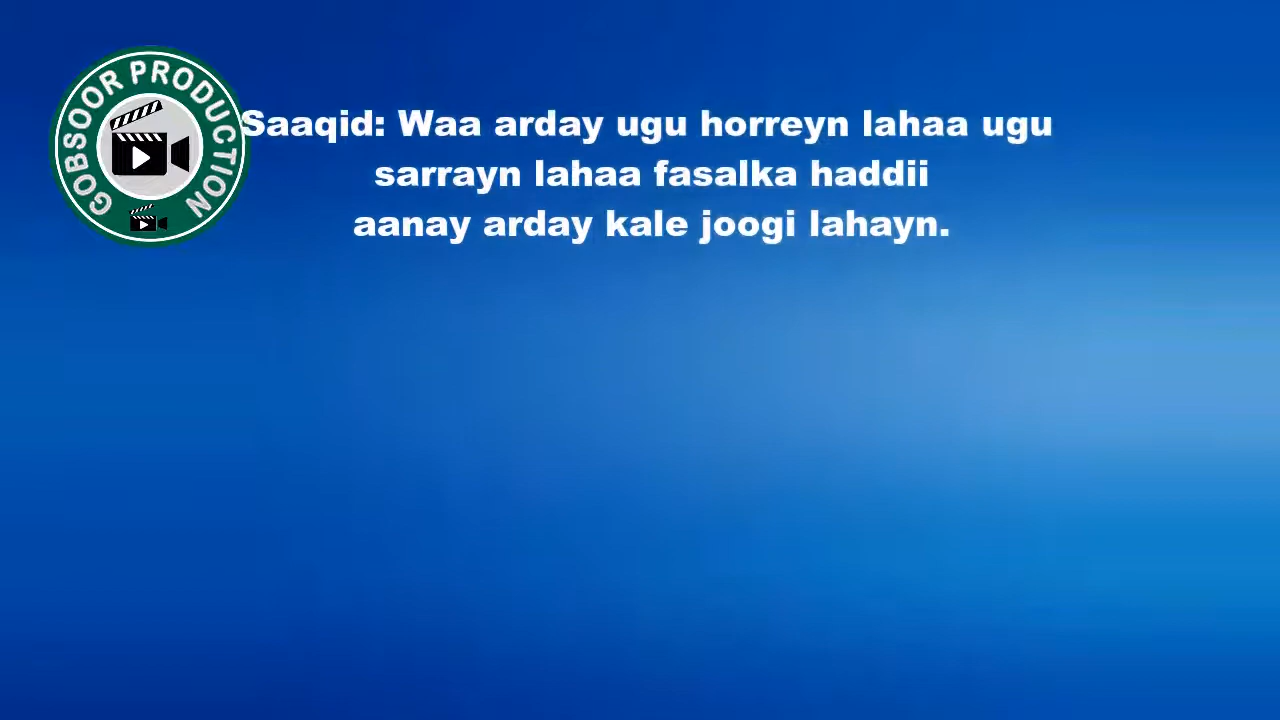 GOBSOOR PRODUCTION
Saaqid: Waa arday ugu horreyn lahaa ugu
sarrayn lahaa fasalka haddii
aanay arday kale joogi lahayn.